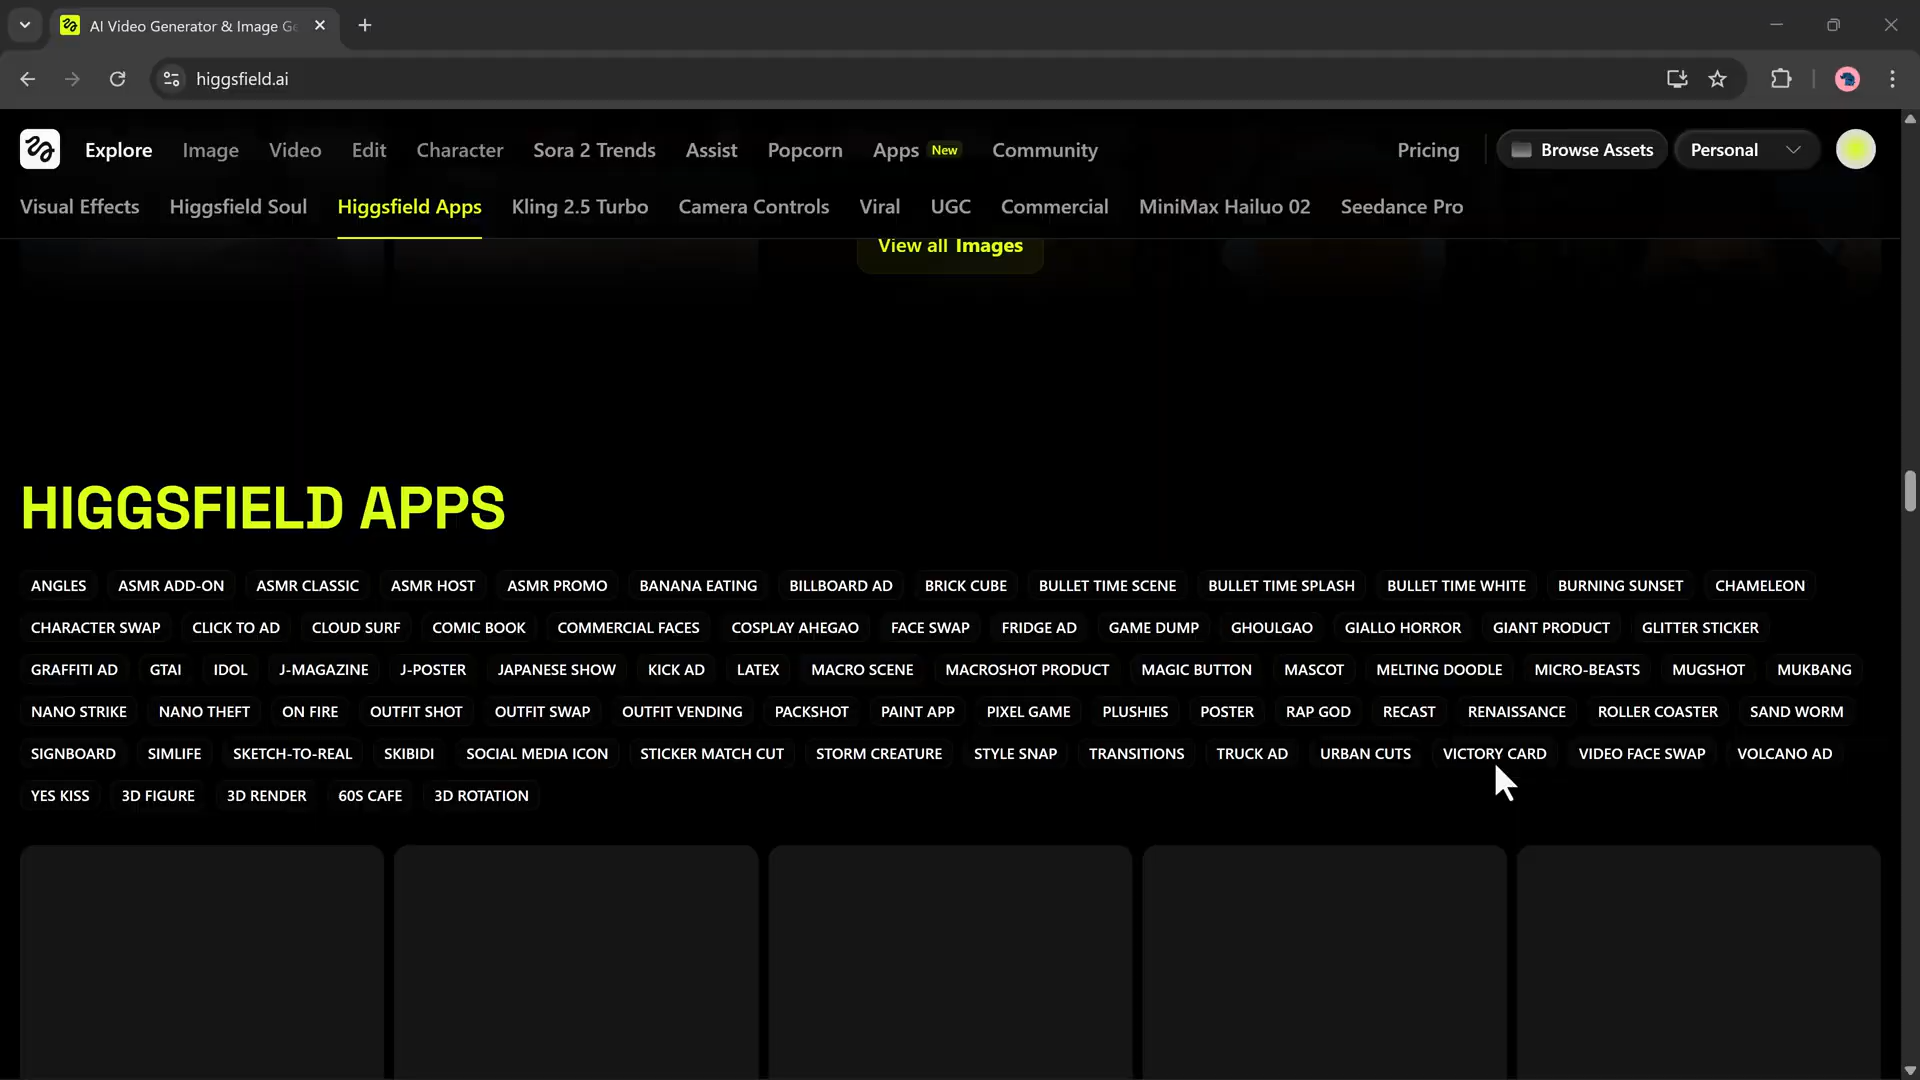 AI Video Generator & Image Ge
higgsfield.ai
Explore Image Video Edit Character Sora 2 Trends Assist Popcorn Apps New Community Pricing Browse Assets Personal
Visual Effects Higgsfield Soul Higgsfield Apps Kling 2.5 Turbo Camera Controls Viral UGC Commercial MiniMax Hailuo 02 Seedance Pro
View all Images
HIGGSFIELD APPS
ANGLES ASMR ADD-ON ASMR CLASSIC ASMR HOST ASMR PROMO BANANA EATING BILLBOARD AD BRICK CUBE BULLET TIME SCENE BULLET TIME SPLASH BULLET TIME WHITE BURNING SUNSET CHAMELEON
CHARACTER SWAP CLICK TO AD CLOUD SURF COMIC BOOK COMMERCIAL FACES COSPLAY AHEGAO FACE SWAP FRIDGE AD GAME DUMP GHOULGAO GIALLO HORROR GIANT PRODUCT GLITTER STICKER
GRAFFITI AD GTAI IDOL J-MAGAZINE J-POSTER JAPANESE SHOW KICK AD LATEX MACRO SCENE MACROSHOT PRODUCT MAGIC BUTTON MASCOT MELTING DOODLE MICRO-BEASTS MUGSHOT MUKBANG
NANO STRIKE NANO THEFT ON FIRE OUTFIT SHOT OUTFIT SWAP OUTFIT VENDING PACKSHOT PAINT APP PIXEL GAME PLUSHIES POSTER RAP GOD RECAST RENAISSANCE ROLLER COASTER SAND WORM
SIGNBOARD SIMLIFE SKETCH-TO-REAL SKIBIDI SOCIAL MEDIA ICON STICKER MATCH CUT STORM CREATURE STYLE SNAP TRANSITIONS TRUCK AD URBAN CUTS VICTORY CARD VIDEO FACE SWAP VOLCANO AD
YES KISS 3D FIGURE 3D RENDER 60S CAFE 3D ROTATION